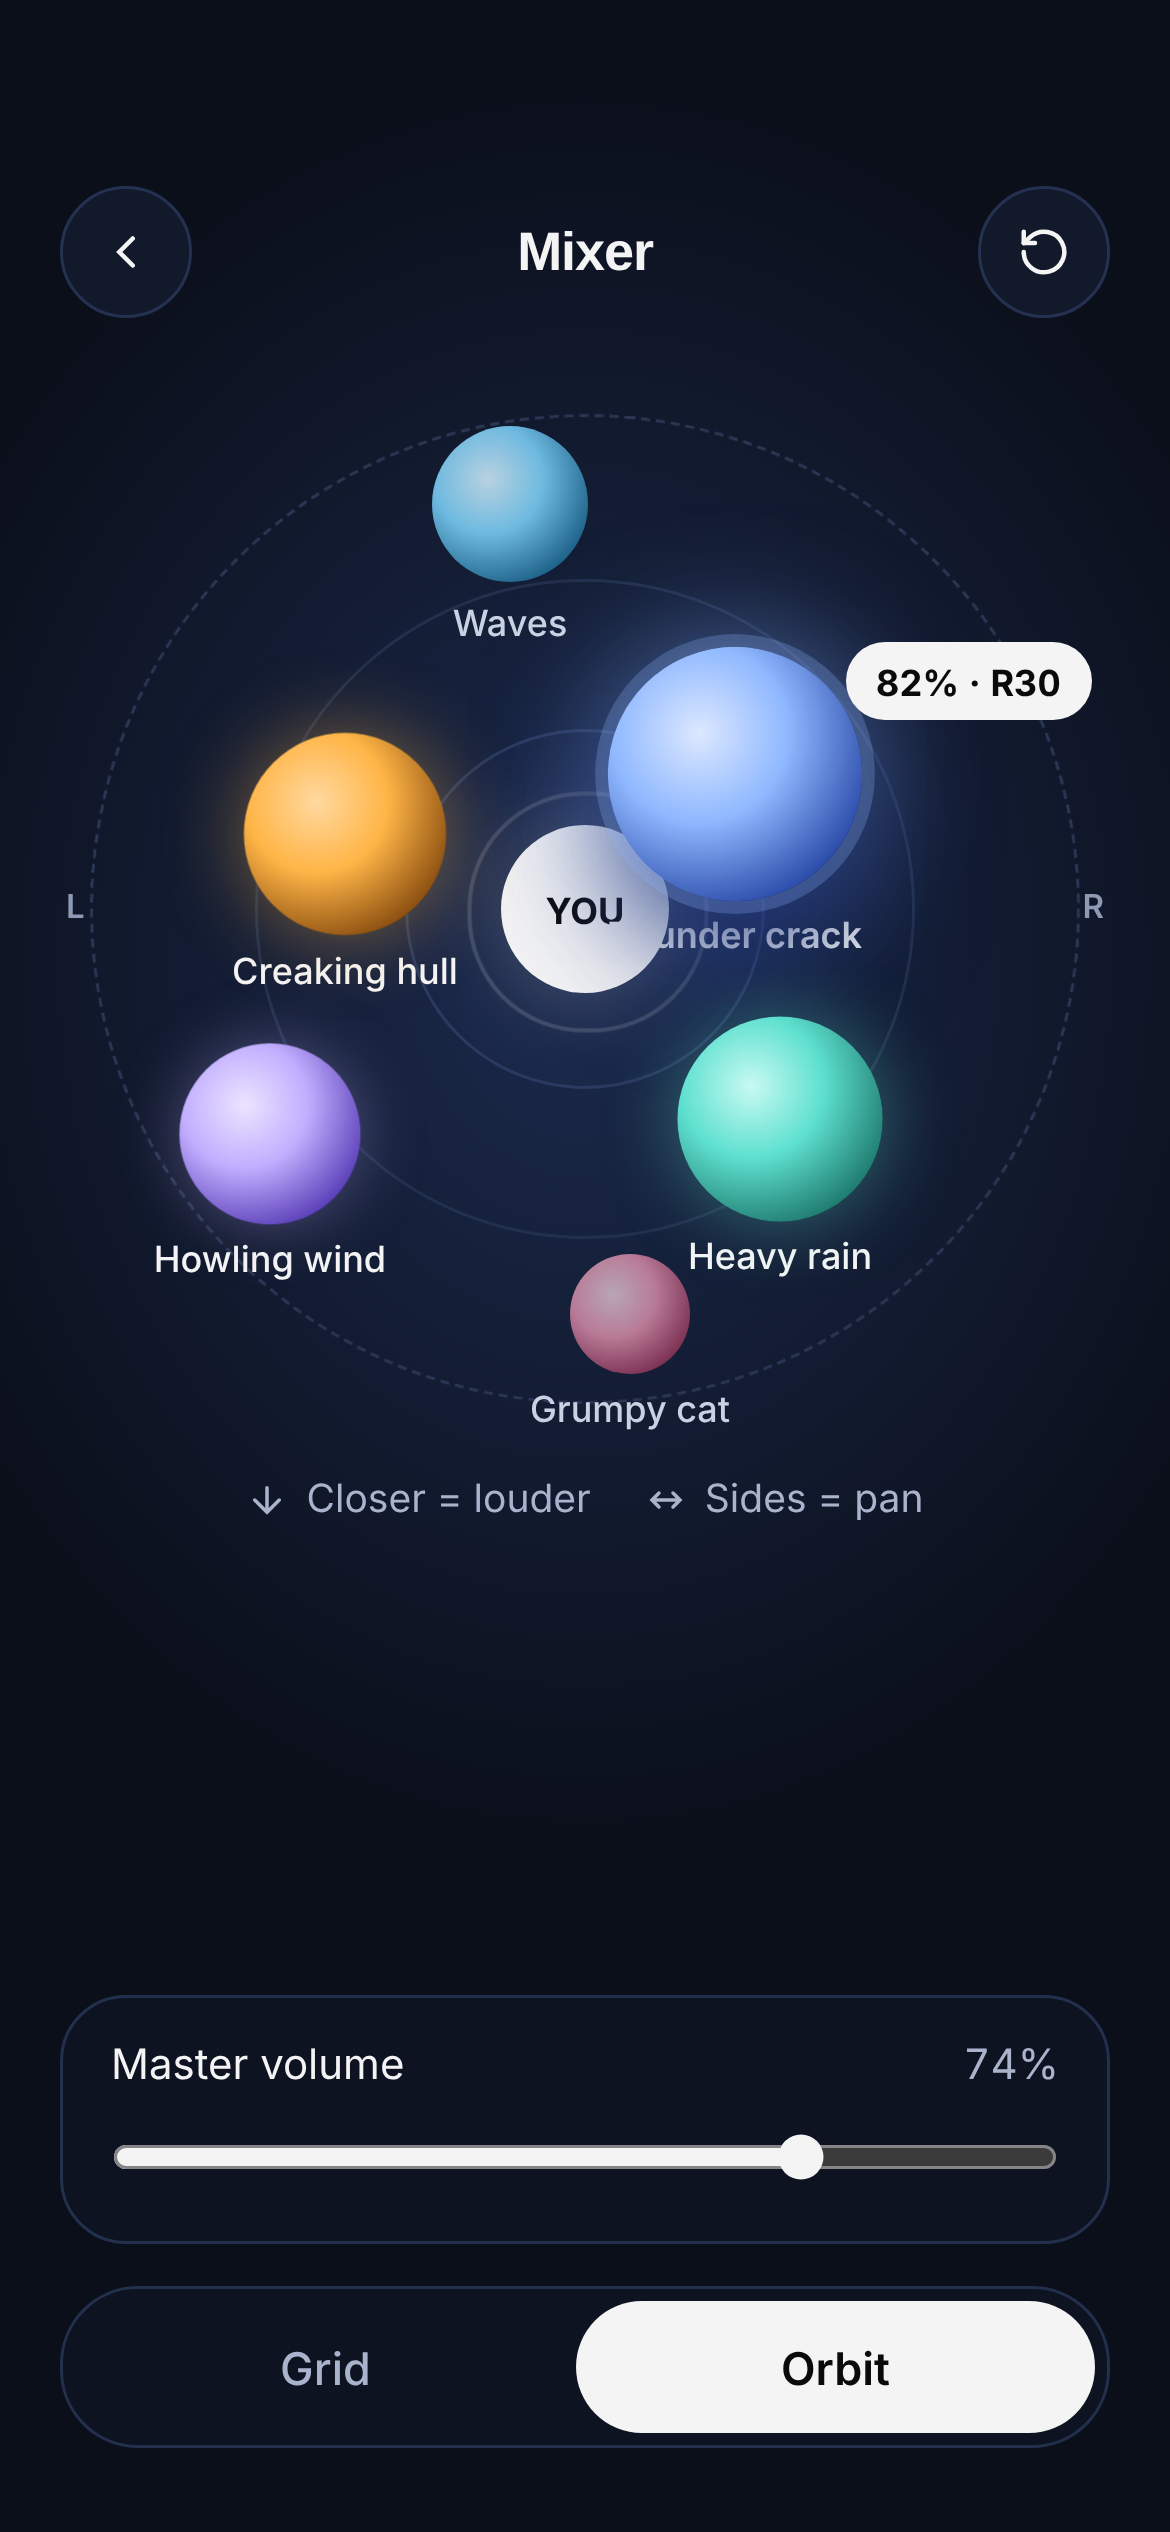 Mixer
Waves
82% · R30
L
YOU
R
crack
Creaking hull
Heavy rain
Howling wind
Grumpy cat
↓ Closer = louder ↔ Sides = pan
Master volume 74%
Grid Orbit